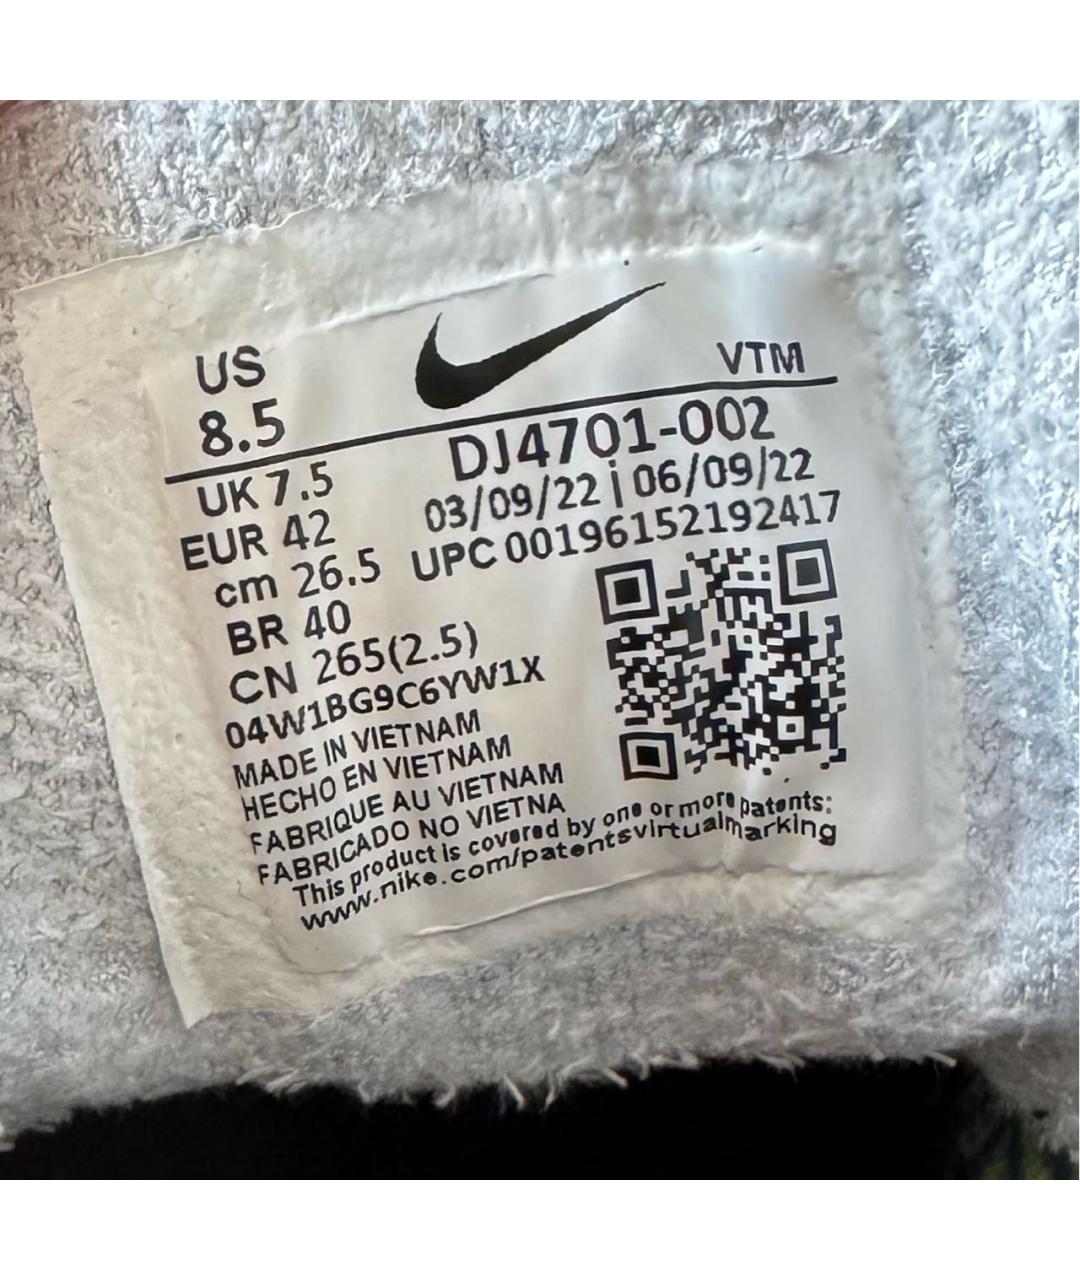 US
8.5
VTM
UK 7.5
EUR 42
cm 26.5
BR 40
CN 265(2.5)
DJ4701-002
03/09/22 | 06/09/22
UPC 00196152192417
04W1BG9C6YW1X
MADE IN VIETNAM
HECHO EN VIETNAM
FABRIQUE AU VIETNAM
FABRICADO NO VIETNA
This product is covered by one or more patents:
www.nike.com/patentsvirtualmarking